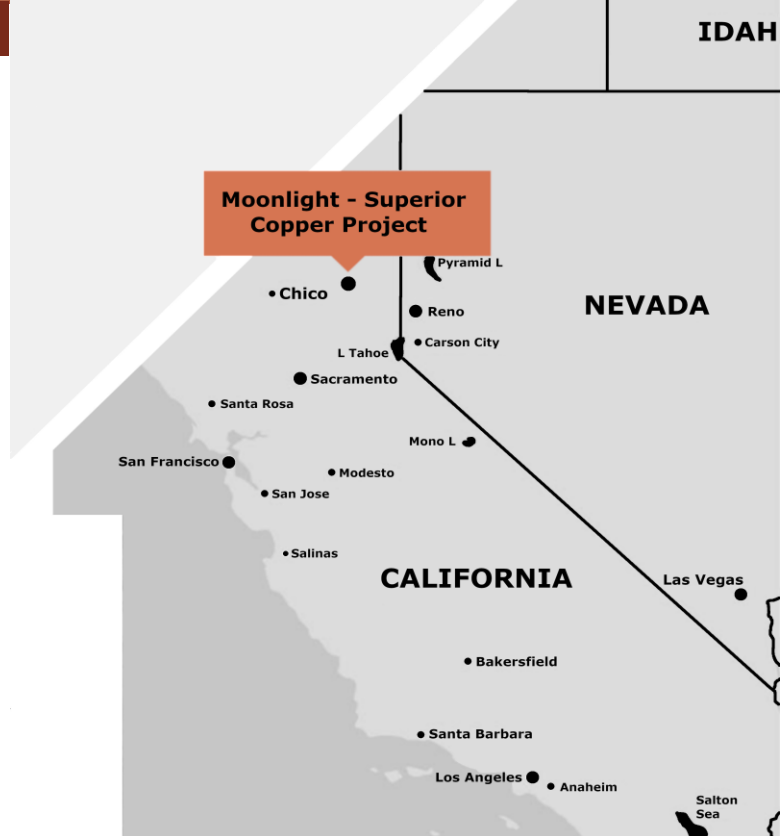 IDAH
Moonlight - Superior
Copper Project
Pyramid L
Chico
NEVADA
Reno
Carson City
L Tahoe
Sacramento
Santa Rosa
Mono L
San Francisco
Modesto
San Jose
Salinas
CALIFORNIA
Las Vegas
Bakersfield
Santa Barbara
Los Angeles
Anaheim
Salton
Sea